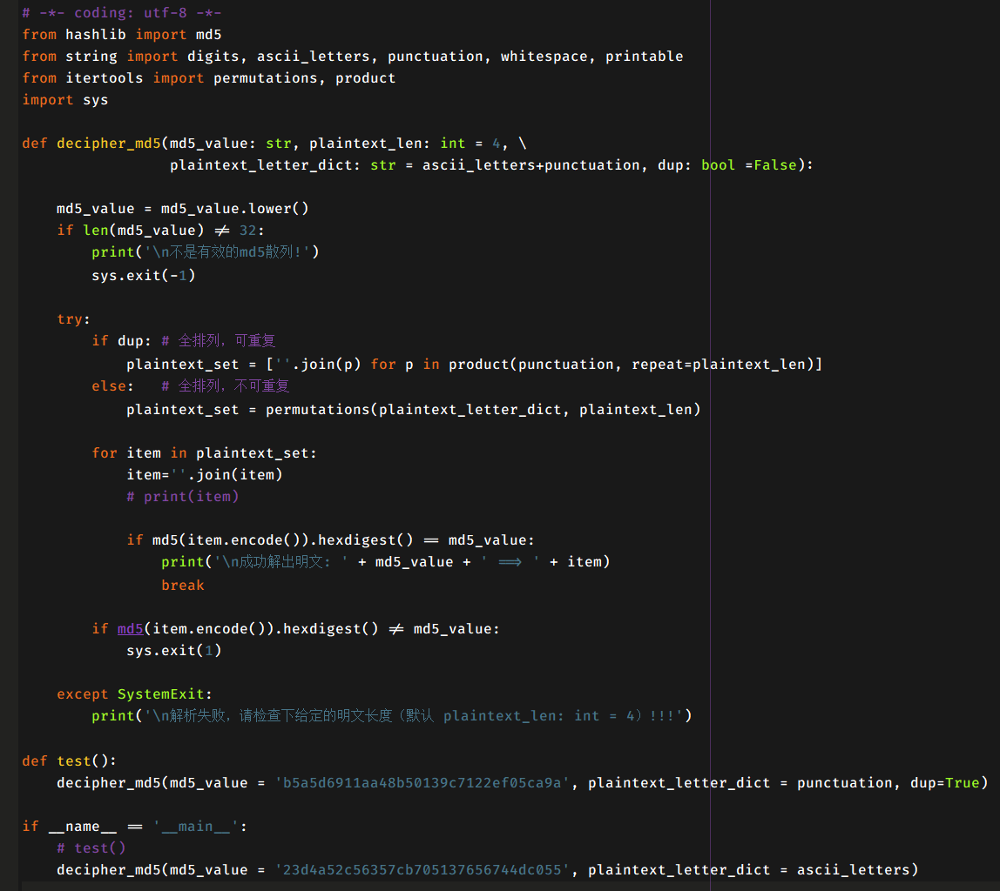 # -*- coding: utf-8 -*-
from hashlib import md5
from string import digits, ascii_letters, punctuation, whitespace, printable
from itertools import permutations, product
import sys
def decipher_md5(md5_value: str, plaintext_len: int = 4, \
                 plaintext_letter_dict: str = ascii_letters+punctuation, dup: bool =False):
    md5_value = md5_value.lower()
    if len(md5_value) ≠ 32:
        print('\n不是有效的md5散列!')
        sys.exit(-1)
    try:
        if dup: # 全排列，可重复
            plaintext_set = [''.join(p) for p in product(punctuation, repeat=plaintext_len)]
        else:   # 全排列，不可重复
            plaintext_set = permutations(plaintext_letter_dict, plaintext_len)
        for item in plaintext_set:
            item=''.join(item)
            # print(item)
            if md5(item.encode()).hexdigest() == md5_value:
                print('\n成功解出明文: ' + md5_value + ' ==> ' + item)
                break
        if md5(item.encode()).hexdigest() ≠ md5_value:
            sys.exit(1)
    except SystemExit:
        print('\n解析失败，请检查下给定的明文长度（默认 plaintext_len: int = 4）!!!')
def test():
    decipher_md5(md5_value = 'b5a5d6911aa48b50139c7122ef05ca9a', plaintext_letter_dict = punctuation, dup=True)
if __name__ == '__main__':
    # test()
    decipher_md5(md5_value = '23d4a52c56357cb705137656744dc055', plaintext_letter_dict = ascii_letters)